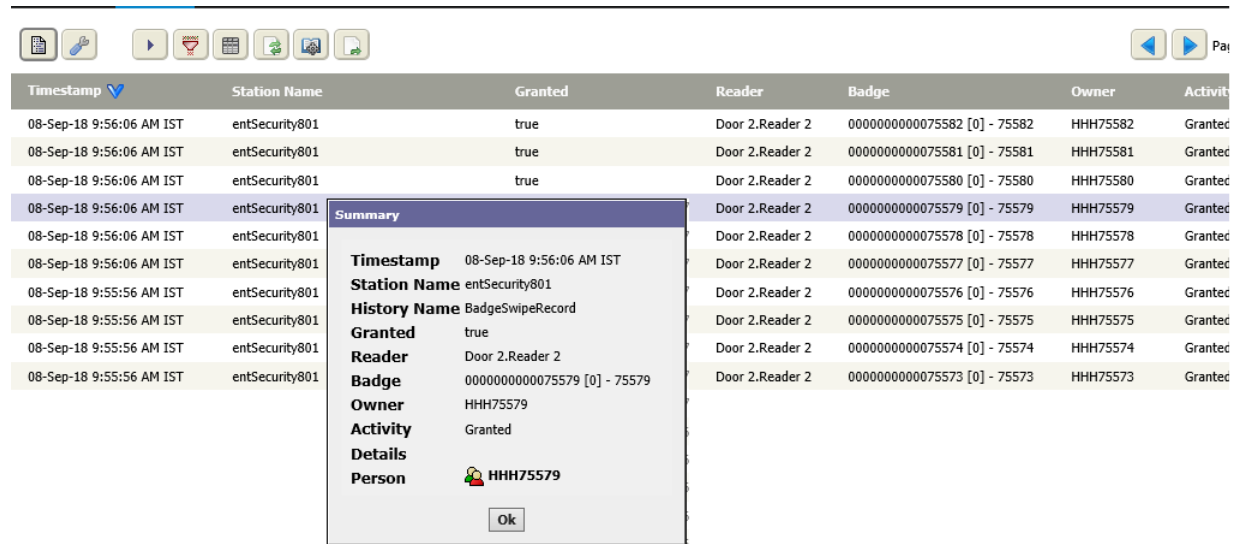 Pa
Timestamp Station Name Granted Reader Badge Owner Activity
08-Sep-18 9:56:06 AM IST entSecurity801 true Door 2.Reader 2 0000000000075582 [0] - 75582 HHH75582 Granted
08-Sep-18 9:56:06 AM IST entSecurity801 true Door 2.Reader 2 0000000000075581 [0] - 75581 HHH75581 Granted
08-Sep-18 9:56:06 AM IST entSecurity801 true Door 2.Reader 2 0000000000075580 [0] - 75580 HHH75580 Granted
08-Sep-18 9:56:06 AM IST entSecurity801 Door 2.Reader 2 0000000000075579 [0] - 75579 HHH75579 Granted
08-Sep-18 9:56:06 AM IST entSecurity801 Door 2.Reader 2 0000000000075578 [0] - 75578 HHH75578 Granted
08-Sep-18 9:56:06 AM IST entSecurity801 Door 2.Reader 2 0000000000075577 [0] - 75577 HHH75577 Granted
08-Sep-18 9:55:56 AM IST entSecurity801 Door 2.Reader 2 0000000000075576 [0] - 75576 HHH75576 Granted
08-Sep-18 9:55:56 AM IST entSecurity801 Door 2.Reader 2 0000000000075575 [0] - 75575 HHH75575 Granted
08-Sep-18 9:55:56 AM IST entSecurity801 Door 2.Reader 2 0000000000075574 [0] - 75574 HHH75574 Granted
08-Sep-18 9:55:56 AM IST entSecurity801 Door 2.Reader 2 0000000000075573 [0] - 75573 HHH75573 Granted
Summary
Timestamp 08-Sep-18 9:56:06 AM IST
Station Name entSecurity801
History Name BadgeSwipeRecord
Granted true
Reader Door 2.Reader 2
Badge 0000000000075579 [0] - 75579
Owner HHH75579
Activity Granted
Details
Person HHH75579
Ok